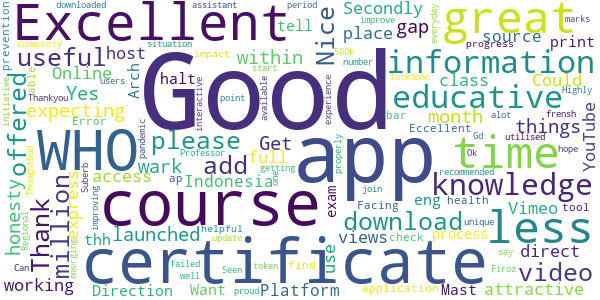 downloaded assistant Nice period great
Excellent tell Secondly improve marks
prevention community situation gap
useful host impact within place source progress print
able Online Arch halt start 500k number everyday information
initiative Yes users Good available experience class Could
offered expecting interactive educative
Error point lockdown Highly
Thankyou pandemic please bar month alot things YouTube
WHO Professor Get Eccellent Gd utilised frensh
honesty Thank million wark add full app Ok time hope
Thoughtout access ap Indonesia one properly recommended
express Suberb getting exam join knowledge
Regional course eng Facing health Vimeo tool
thh launched helpful views download unique less
emerging improving update use check process say direct
Can failed Seen token find application Firoz video
working Direction well Want proud Platform Mast attractive
certificate